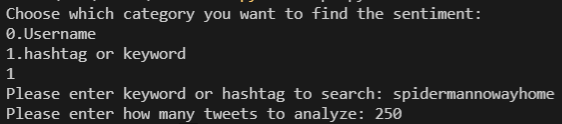 Choose which category you want to find the sentiment:
0.Username
1.hashtag or keyword
1
Please enter keyword or hashtag to search: spidermannowayhome
Please enter how many tweets to analyze: 250